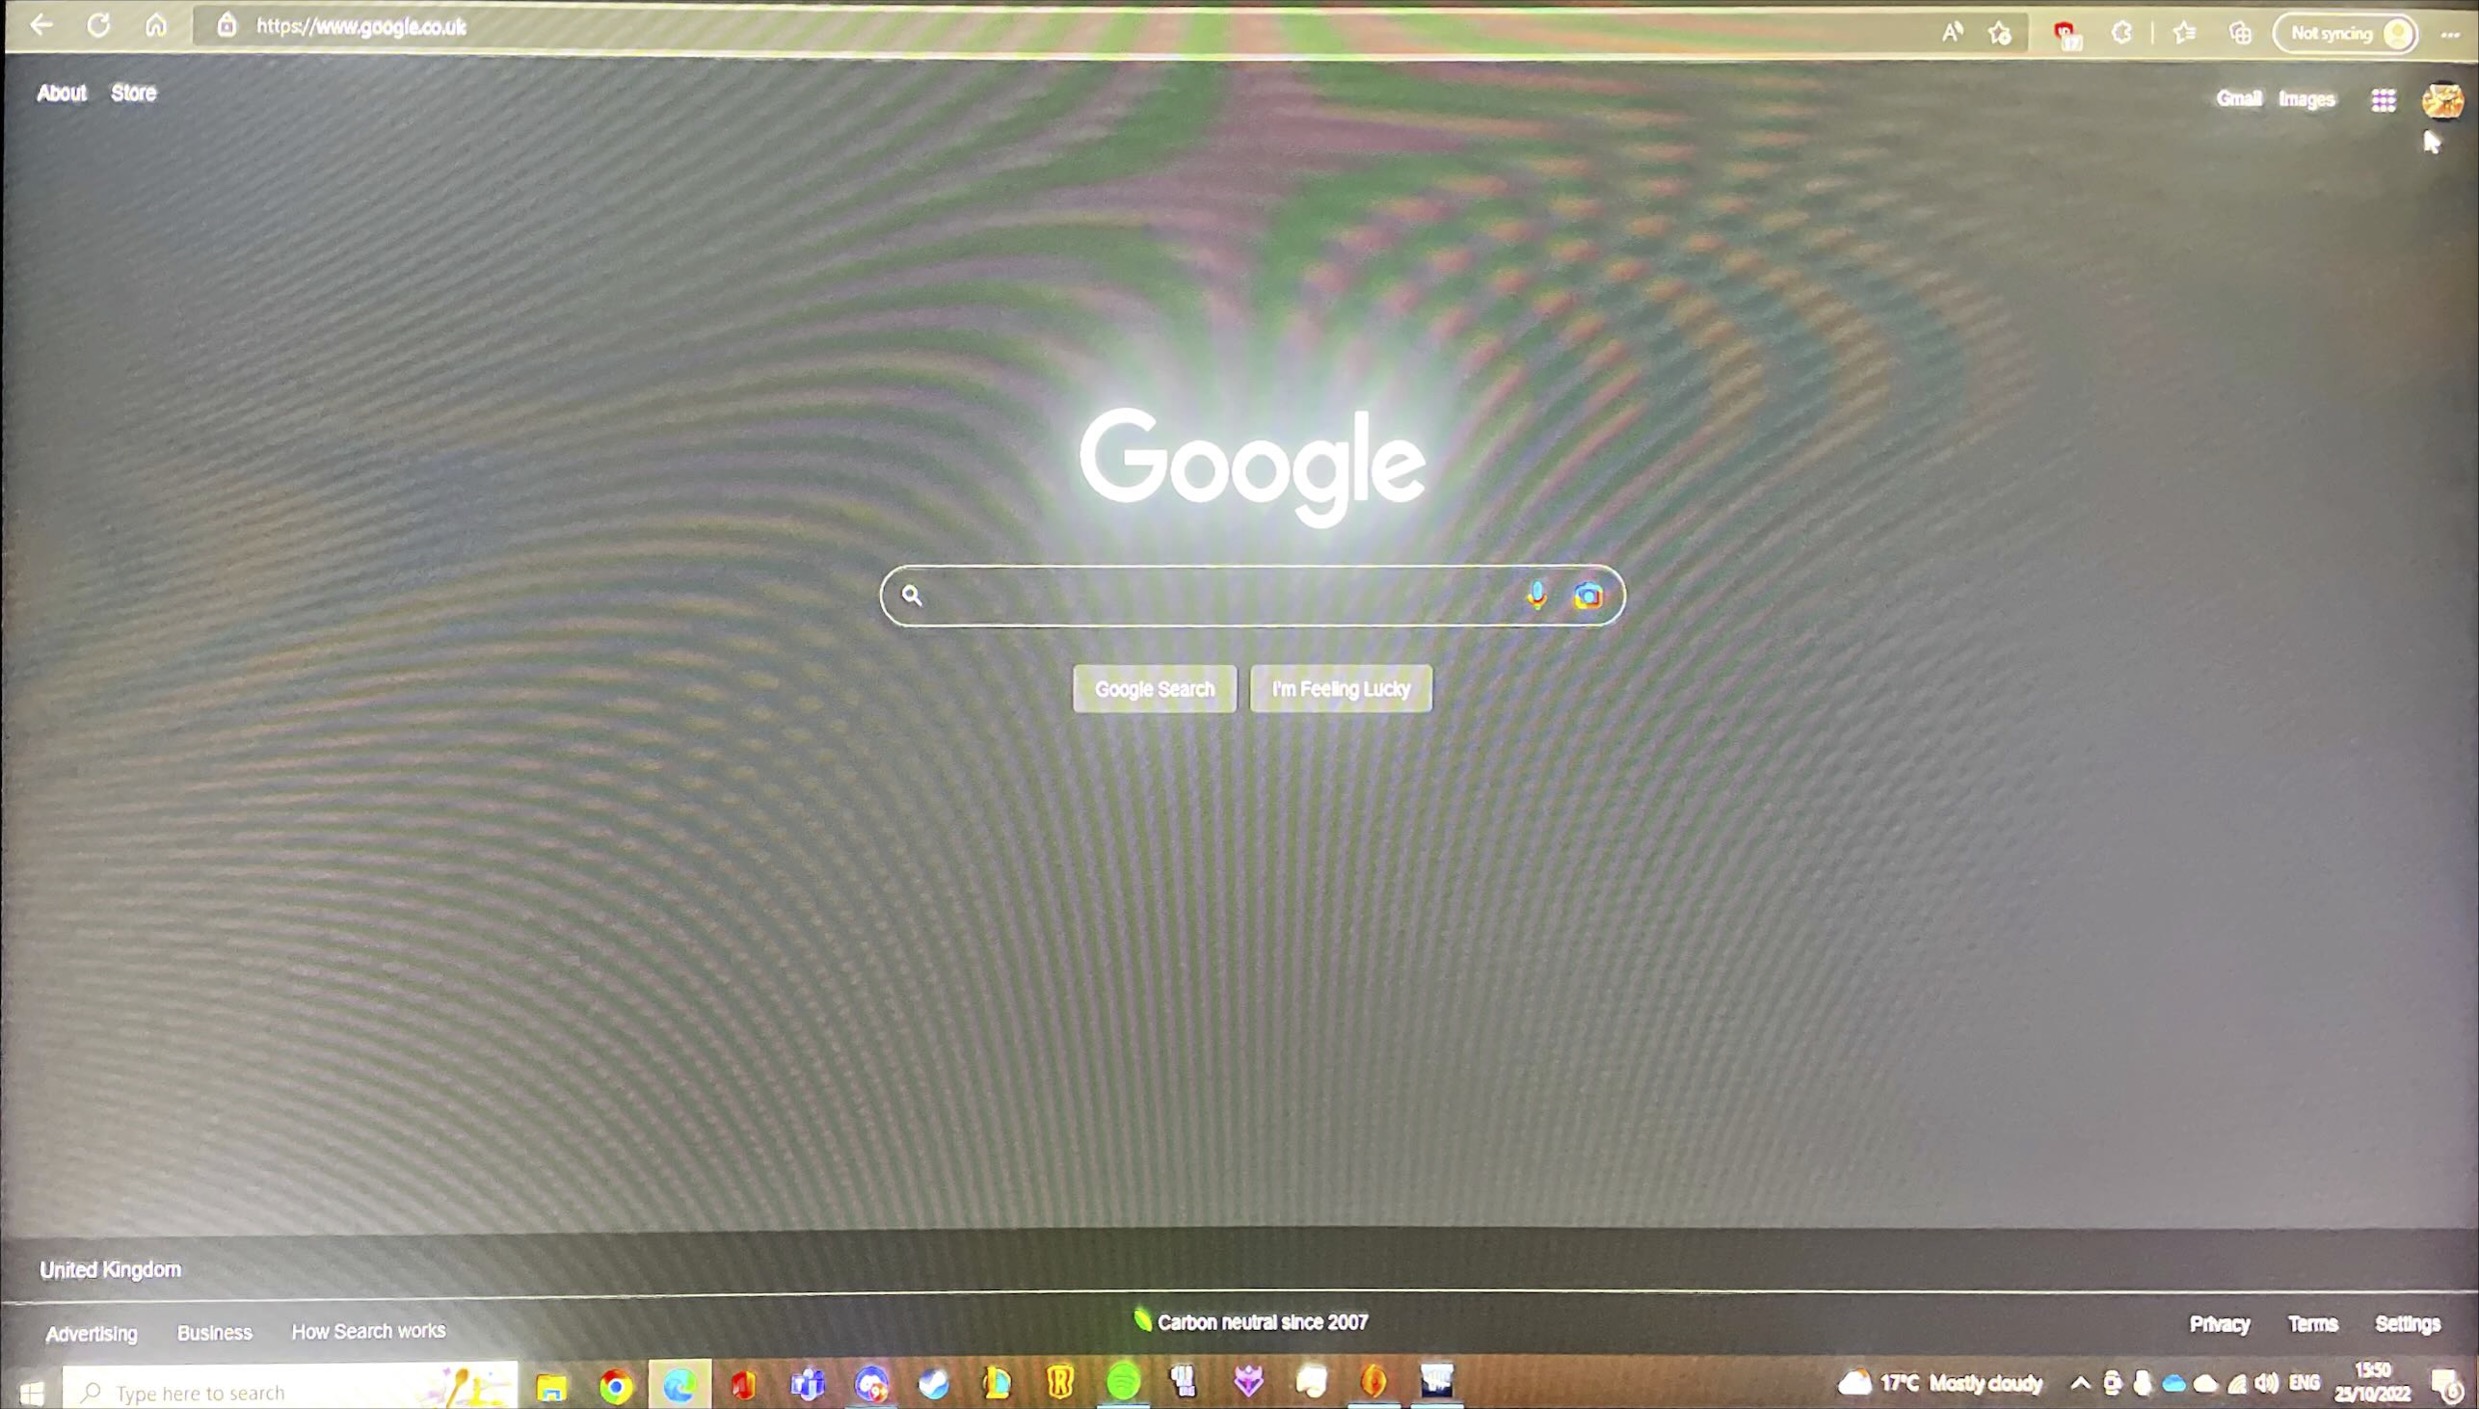 https://www.google.co.uk
Not syncing
About Store
Gmail Images
Google
Google Search I'm Feeling Lucky
United Kingdom
Advertising Business How Search works
Carbon neutral since 2007
Privacy Terms Settings
Type here to search
17°C Mostly cloudy
ENG
15:50
25/10/2022
6